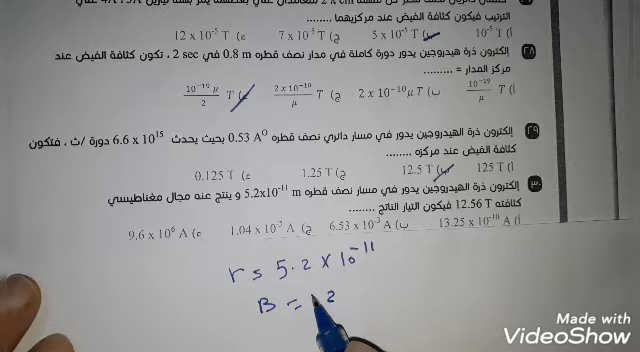 الترتيب فيكون كثافة الفيض عند مركزيهما ........
أ) 10⁻⁵ T ب) 5 x 10⁻⁵ T ج) 7 x 10⁻⁵ T د) 12 x 10⁻⁵ T
٢٨ إلكترون ذرة هيدروجين يدور دورة كاملة في مدار نصف قطره 0.8 m في 2 sec ، تكون كثافة الفيض عند
مركز المدار = .........
أ) 10⁻¹⁹/μ T ب) 2 x 10⁻¹⁰ μ T ج) 2 x 10⁻¹⁰/μ T د) 10⁻¹⁹ μ/2 T
٢٩ إلكترون ذرة الهيدروجين يدور في مسار دائري نصف قطره 0.53 A⁰ بحيث يحدث 6.6 x 10¹⁵ دورة /ث ، فتكون
كثافة الفيض عند مركزه ........
أ) 125 T ب) 12.5 T ج) 1.25 T د) 0.125 T
٣٠ إلكترون ذرة الهيدروجين يدور في مسار نصف قطره 5.2x10⁻¹¹ m و ينتج عنه مجال مغناطيسي
كثافته 12.56 T فيكون التيار الناتج ........
أ) 13.25 x 10⁻¹⁰ A ب) 6.53 x 10⁻³ A ج) 1.04 x 10⁻³ A د) 9.6 x 10⁶ A
r = 5.2 x 10⁻¹¹
B =
Made with
VideoShow